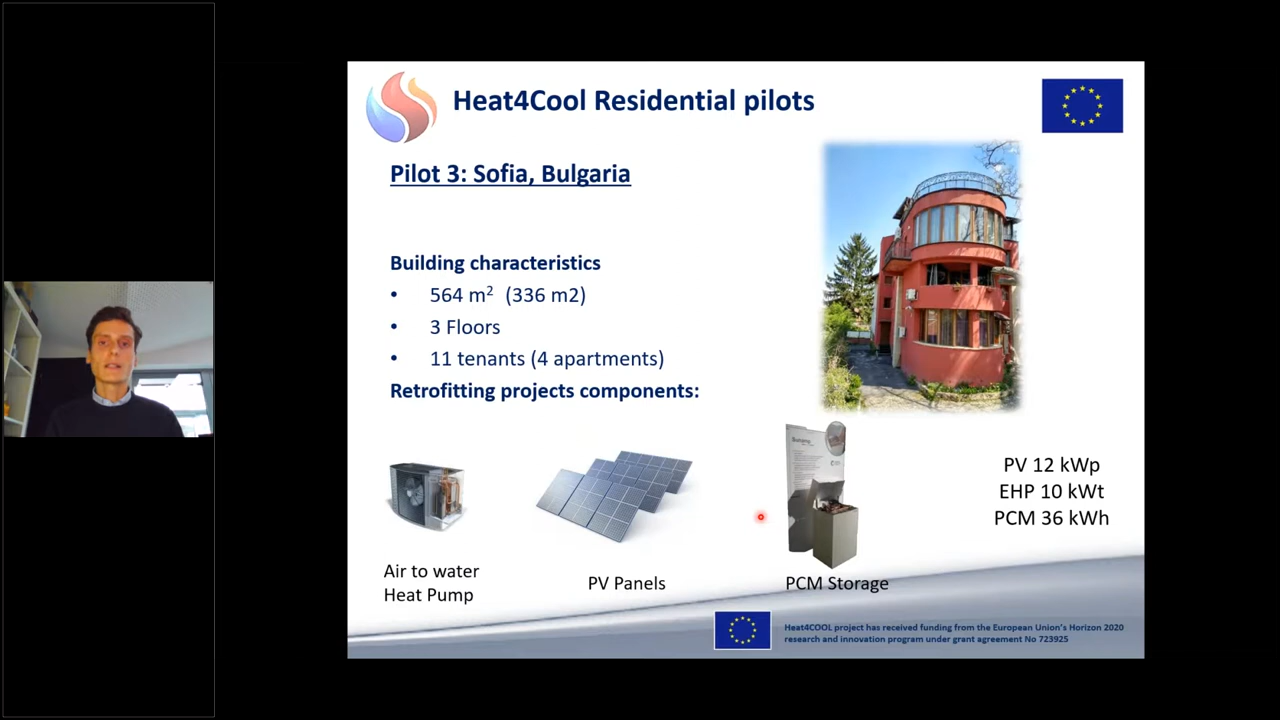 Heat4Cool Residential pilots
Pilot 3: Sofia, Bulgaria
Building characteristics
• 564 m² (336 m2)
• 3 Floors
• 11 tenants (4 apartments)
Retrofitting projects components:
Air to water
Heat Pump
PV Panels
PCM Storage
PV 12 kWp
EHP 10 kWt
PCM 36 kWh
Heat4COOL project has received funding from the European Union's Horizon 2020
research and innovation program under grant agreement No 723925